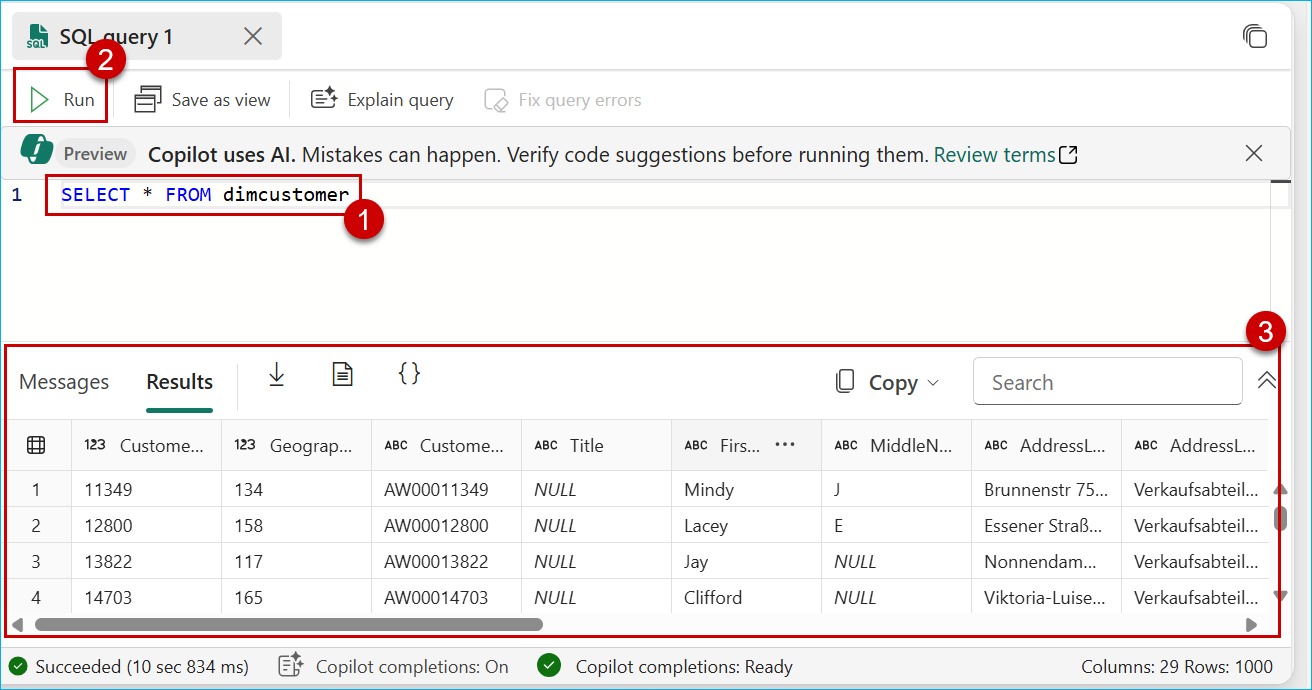 SQL SQL query 1
2
Run Save as view Explain query Fix query errors
Preview Copilot uses AI. Mistakes can happen. Verify code suggestions before running them. Review terms
1 SELECT * FROM dimcustomer
1
3
Messages Results {} Copy Search
123 Custome... 123 Geograp... ABC Custome... ABC Title ABC Firs... ... ABC MiddleN... ABC AddressL... ABC AddressL...
1 11349 134 AW00011349 NULL Mindy J Brunnenstr 75... Verkaufsabteil...
2 12800 158 AW00012800 NULL Lacey E Essener Straß... Verkaufsabteil...
3 13822 117 AW00013822 NULL Jay NULL Nonnendam... Verkaufsabteil...
4 14703 165 AW00014703 NULL Clifford NULL Viktoria-Luise... Verkaufsabteil...
Succeeded (10 sec 834 ms) Copilot completions: On Copilot completions: Ready Columns: 29 Rows: 1000